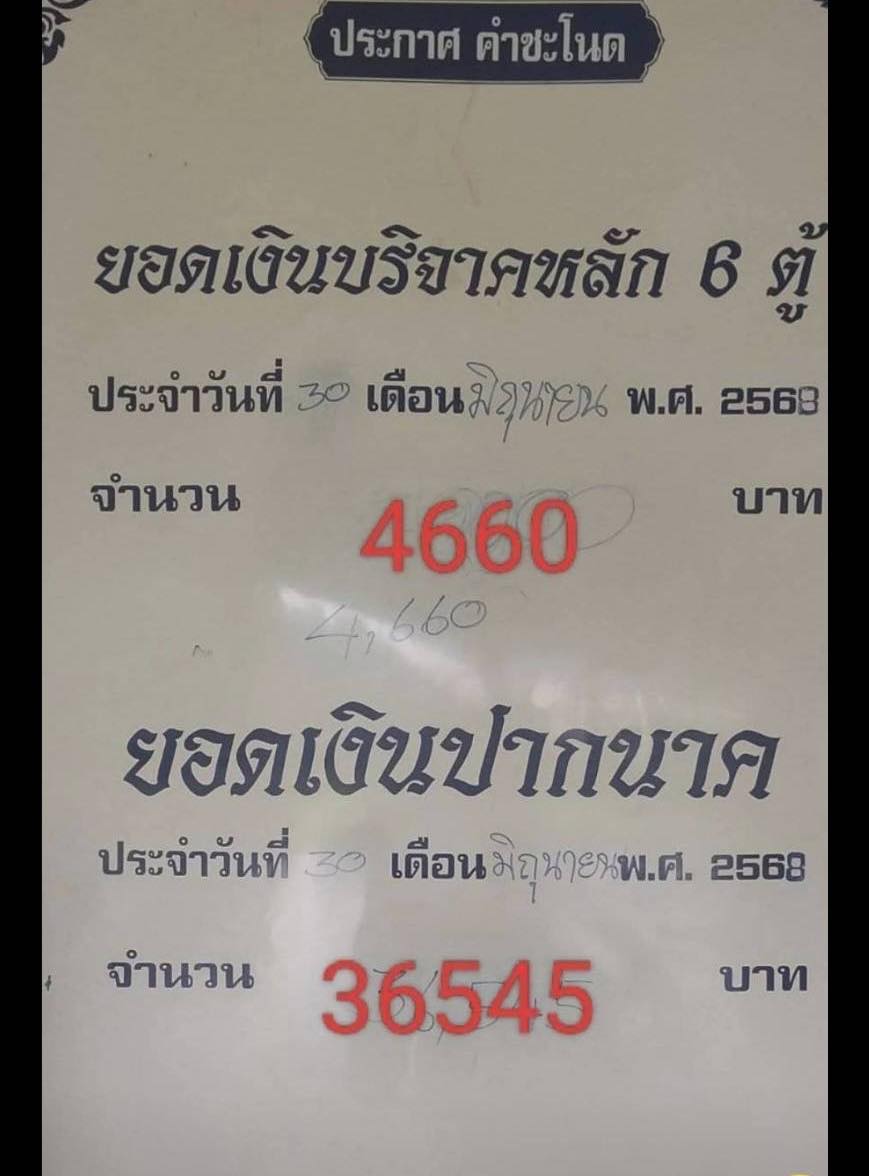 ประกาศ คำชะโนด
ยอดเงินบริจาคหลัก 6 ตู้
ประจำวันที่ 30 เดือน มิถุนายน พ.ศ. 2568
จำนวน 4660 บาท
4,660
ยอดเงินปากนาค
ประจำวันที่ 30 เดือน มิถุนายน พ.ศ. 2568
จำนวน 36545 บาท